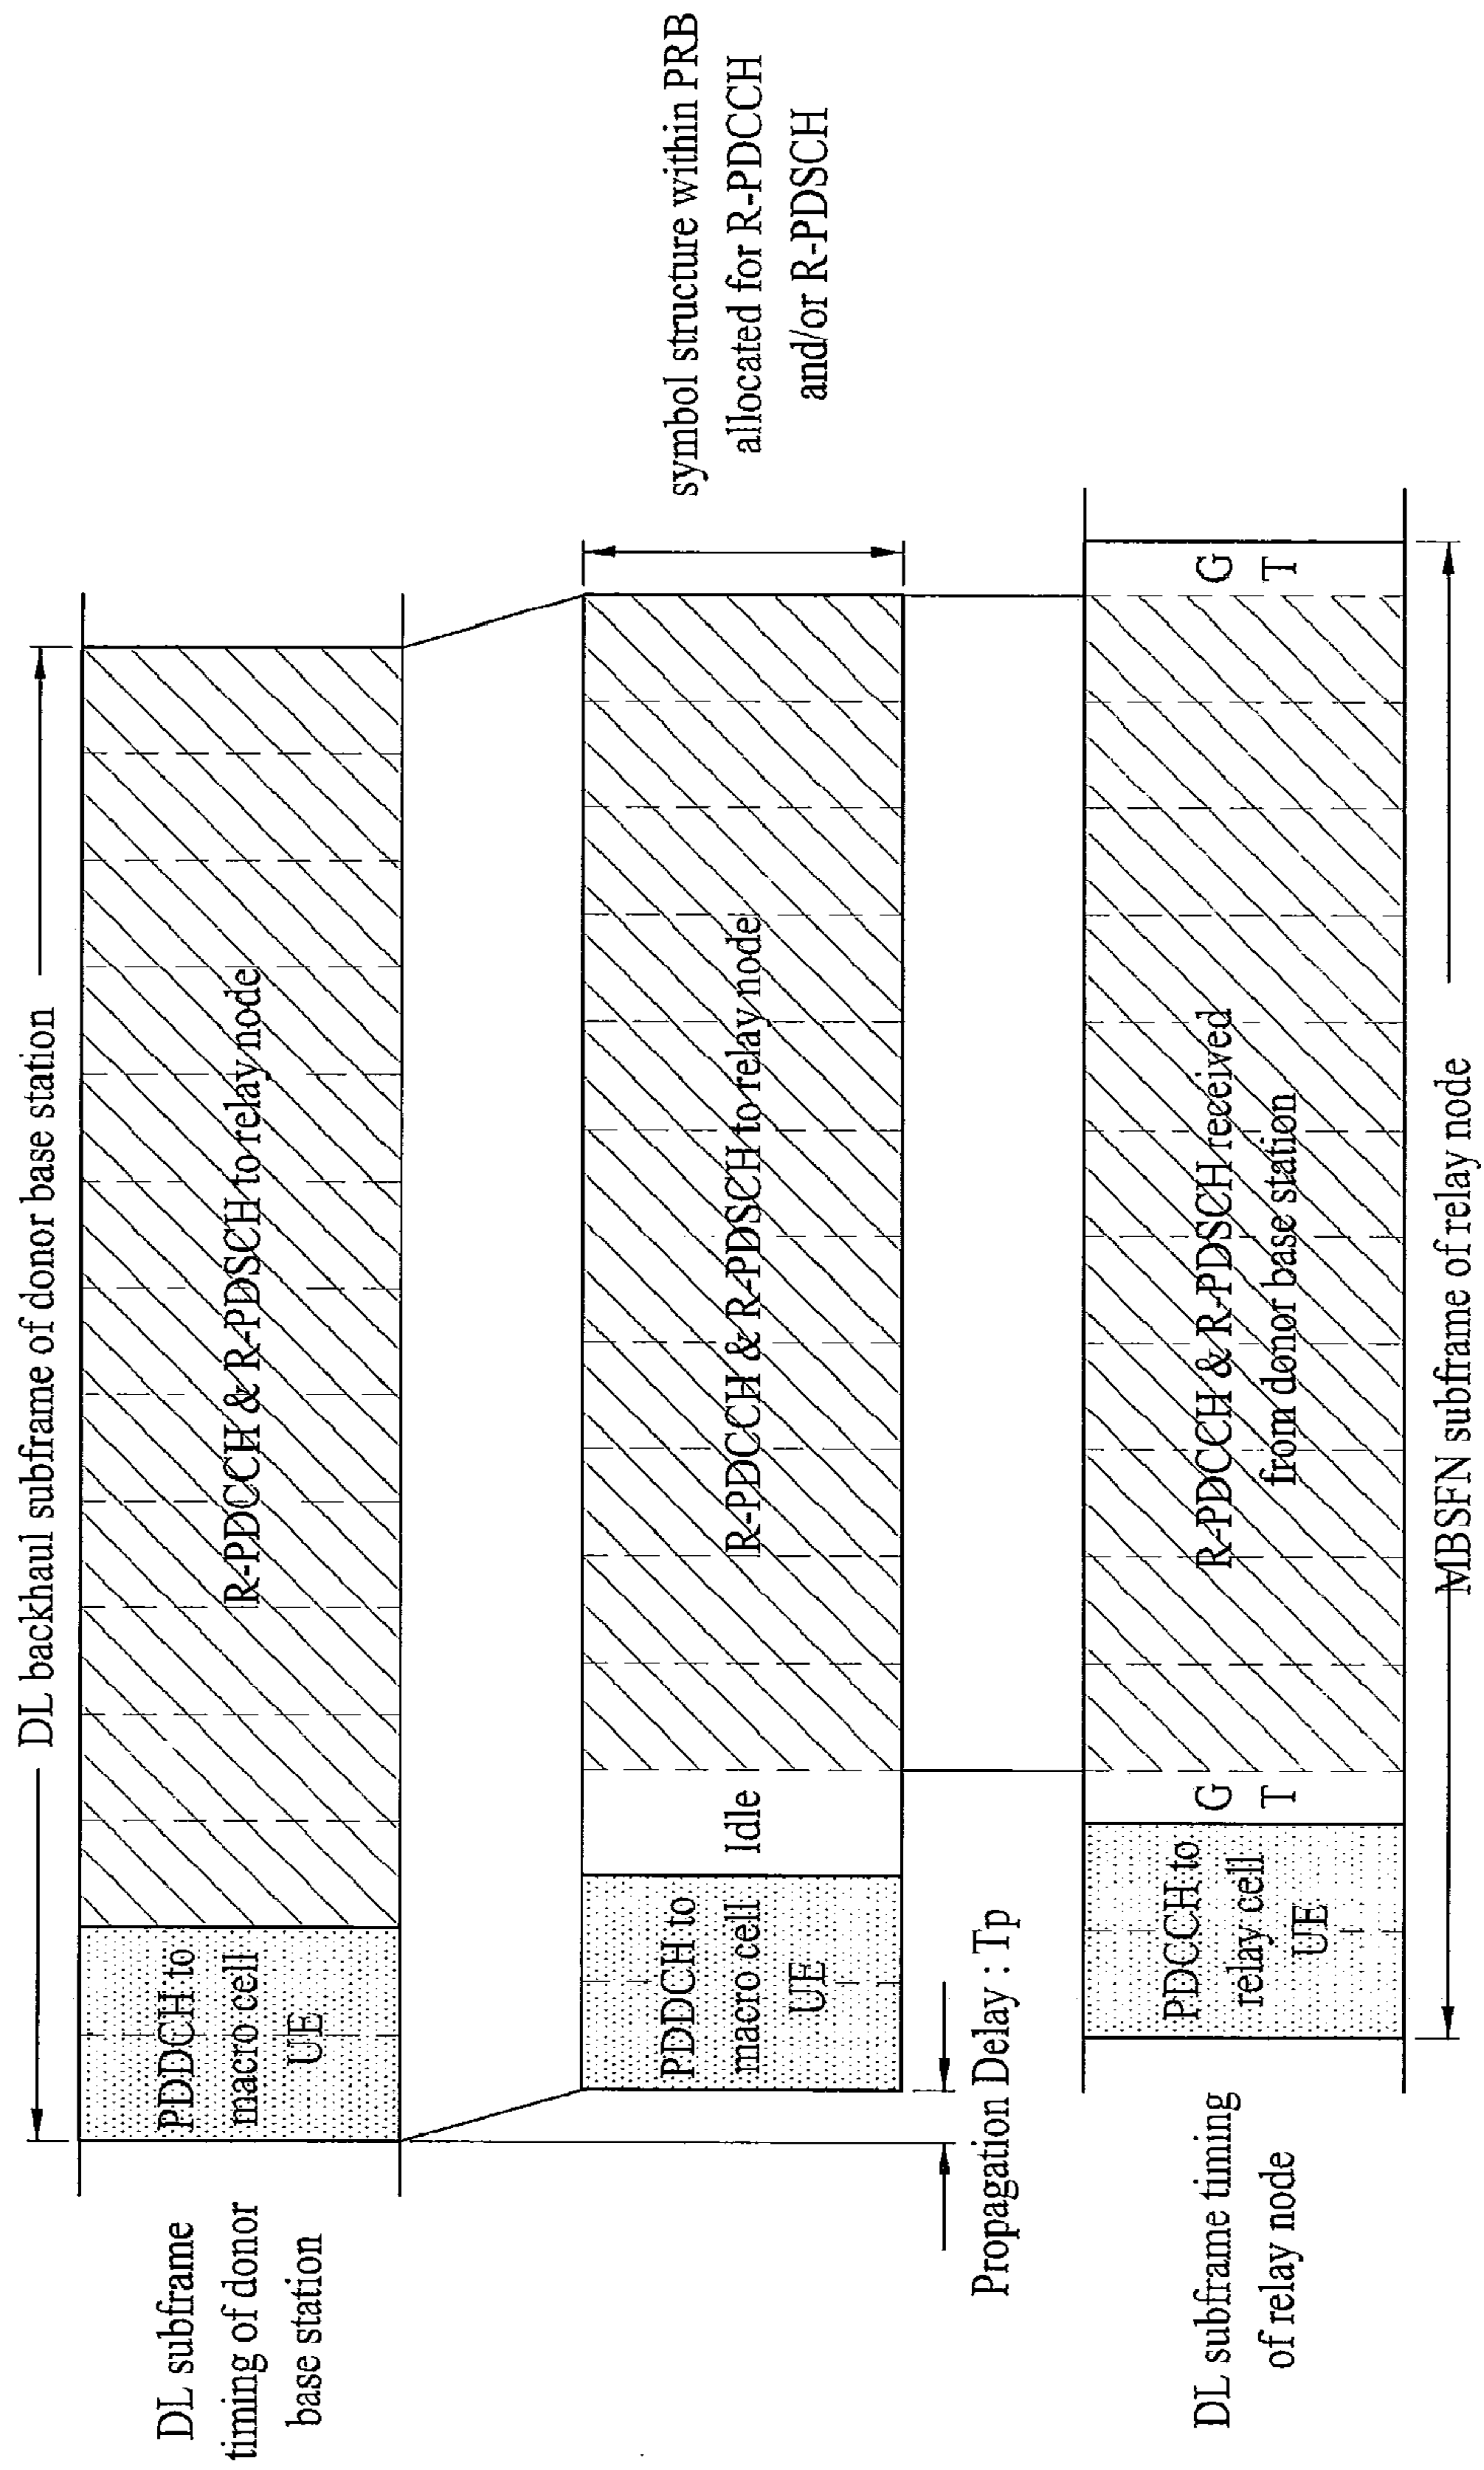 DL backhaul subframe of donor base station
DL subframe
timing of donor
base station
PDDCH to
macro cell
UE
R-PDCCH & R-PDSCH to relay node
PDDCH to
macro cell
UE
Idle
R-PDCCH & R-PDSCH to relay node
symbol structure within PRB
allocated for R-PDCCH
and/or R-PDSCH
Propagation Delay : Tp
DL subframe timing
of relay node
PDCCH to
relay cell
UE
G
T
R-PDCCH & R-PDSCH received
from donor base station
G
T
MBSFN subframe of relay node